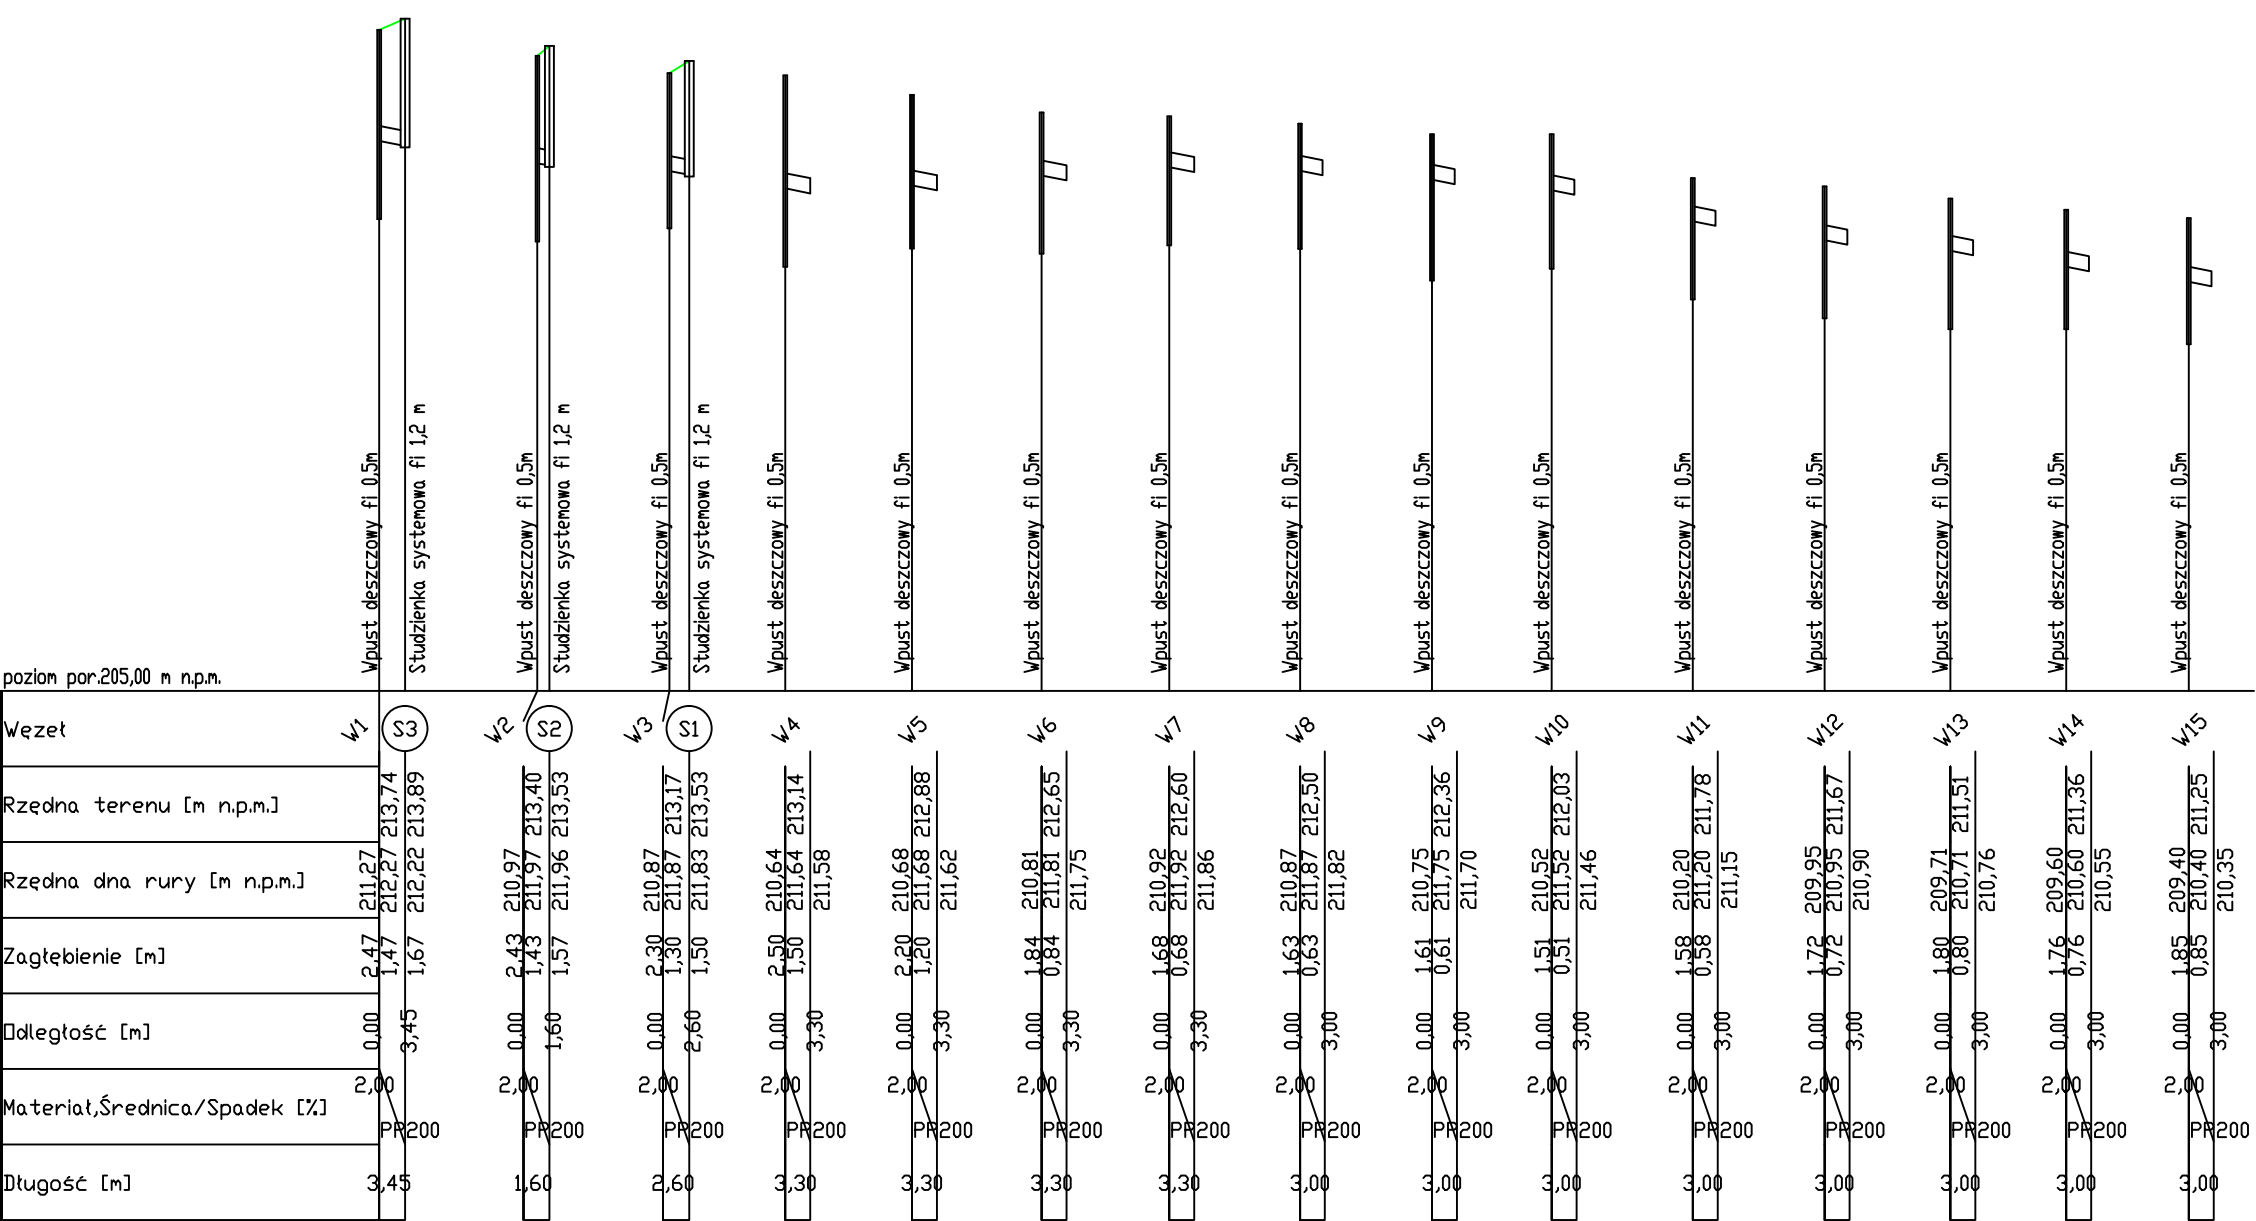 Wpust deszczowy fi 0,5m
Studzienka systemowa fi 1,2 m
Wpust deszczowy fi 0,5m
Studzienka systemowa fi 1,2 m
Wpust deszczowy fi 0,5m
Studzienka systemowa fi 1,2 m
Wpust deszczowy fi 0,5m
Wpust deszczowy fi 0,5m
Wpust deszczowy fi 0,5m
Wpust deszczowy fi 0,5m
Wpust deszczowy fi 0,5m
Wpust deszczowy fi 0,5m
Wpust deszczowy fi 0,5m
Wpust deszczowy fi 0,5m
Wpust deszczowy fi 0,5m
Wpust deszczowy fi 0,5m
Wpust deszczowy fi 0,5m
Wpust deszczowy fi 0,5m
poziom por.205,00 m n.p.m.
Węzeł W1 S3 W2 S2 W3 S1 W4 W5 W6 W7 W8 W9 W10 W11 W12 W13 W14 W15
Rzędna terenu [m n.p.m.] 213,74 213,89 213,40 213,53 213,17 213,53 213,14 212,88 212,65 212,60 212,50 212,36 212,03 211,78 211,67 211,51 211,36 211,25
Rzędna dna rury [m n.p.m.] 211,27 212,27 212,22 210,97 211,97 211,96 210,87 211,87 211,83 210,64 211,64 211,58 210,68 211,68 211,62 210,81 211,81 211,75 210,92 211,92 211,86 210,87 211,87 211,82 210,75 211,75 211,70 210,52 211,52 211,46 210,20 211,20 211,15 209,95 210,95 210,90 209,71 210,71 210,76 209,60 210,60 210,55 209,40 210,40 210,35
Zagłębienie [m] 2,47 1,47 1,67 2,43 1,43 1,57 2,30 1,30 1,50 2,50 1,50 2,20 1,20 1,84 0,84 1,68 0,68 1,63 0,63 1,61 0,61 1,51 0,51 1,58 0,58 1,72 0,72 1,80 0,80 1,76 0,76 1,85 0,85
Odległość [m] 0,00 3,45 0,00 1,60 0,00 2,60 0,00 3,30 0,00 3,30 0,00 3,30 0,00 3,30 0,00 3,00 0,00 3,00 0,00 3,00 0,00 3,00 0,00 3,00 0,00 3,00 0,00 3,00 0,00 3,00
2,00 2,00 2,00 2,00 2,00 2,00 2,00 2,00 2,00 2,00 2,00 2,00 2,00 2,00 2,00
Materiał,Średnica/Spadek [%]
PP200 PP200 PP200 PP200 PP200 PP200 PP200 PP200 PP200 PP200 PP200 PP200 PP200 PP200 PP200
Długość [m] 3,45 1,60 2,60 3,30 3,30 3,30 3,30 3,00 3,00 3,00 3,00 3,00 3,00 3,00 3,00